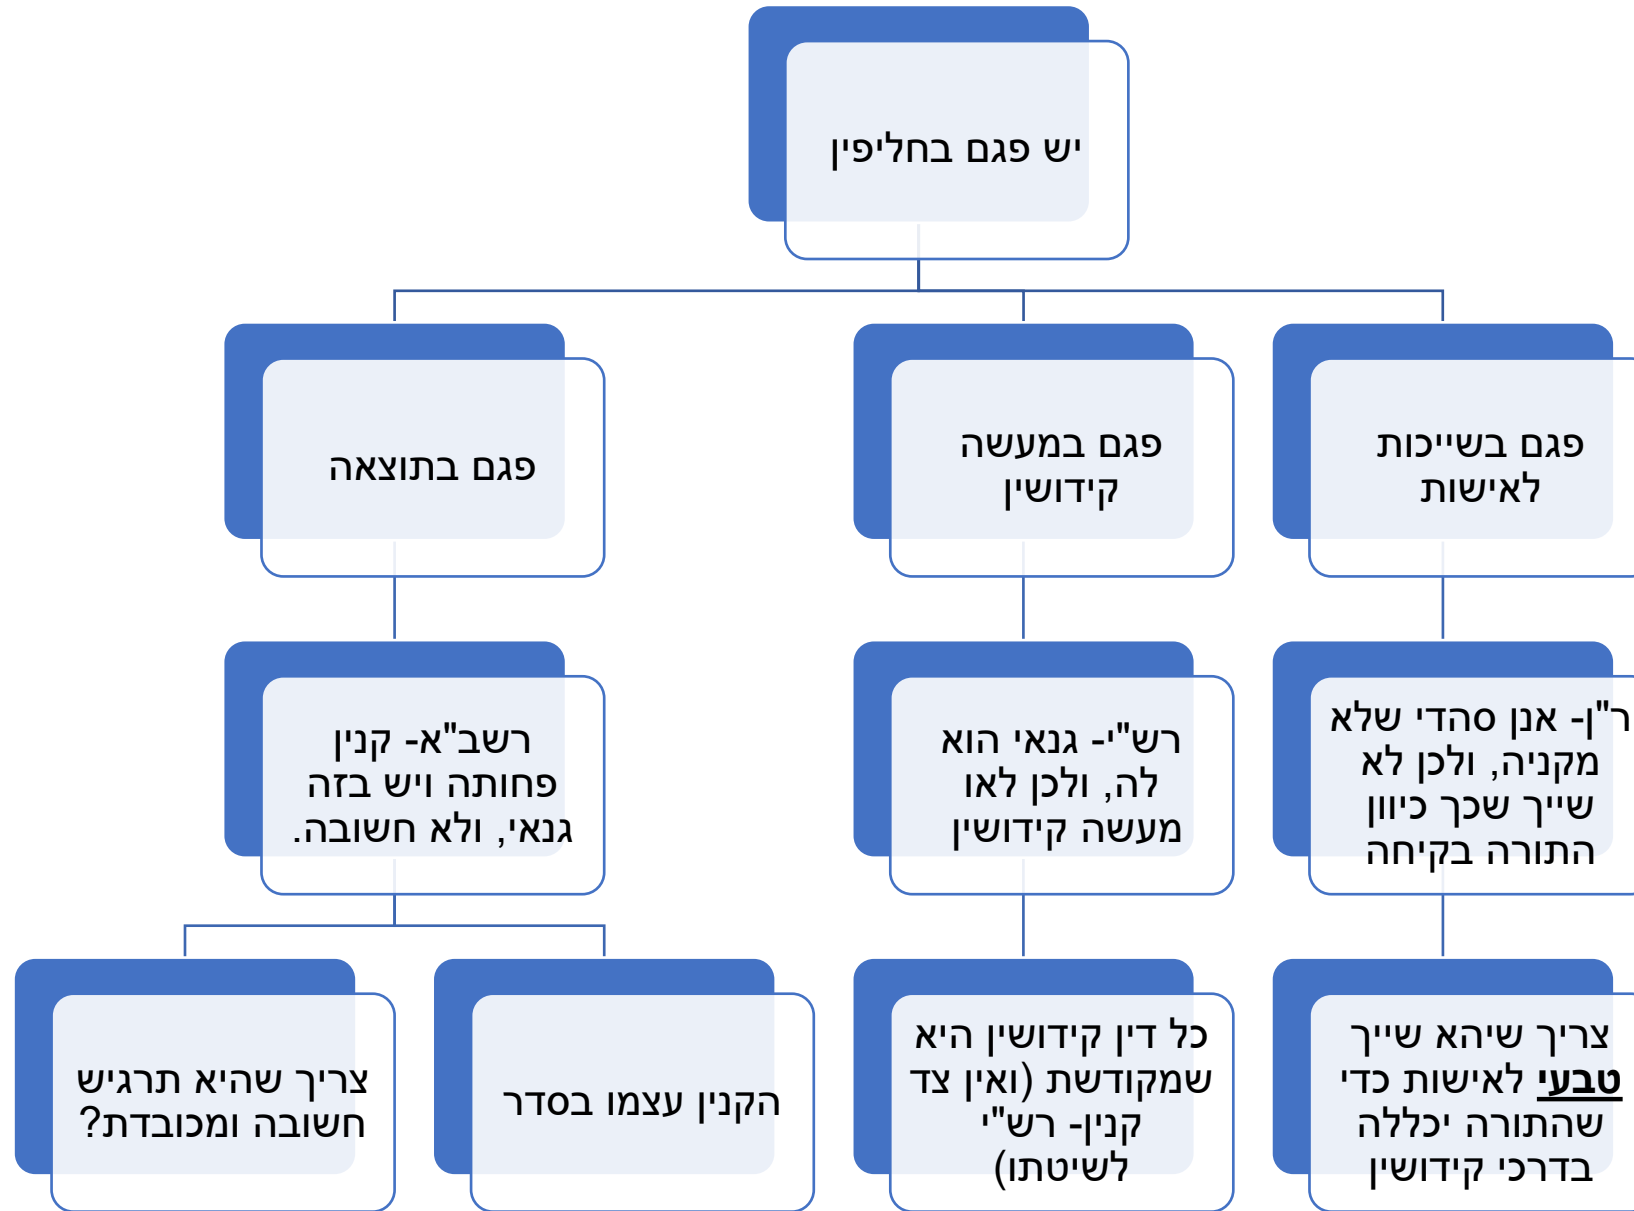 יש פגם בחליפין
פגם בשייכות
לאישות
פגם במעשה
קידושין
פגם בתוצאה
ר"ן- אנן סהדי שלא
מקניה, ולכן לא
שייך שכך כיוון
התורה בקיחה
רש"י- גנאי הוא
לה, ולכן לאו
מעשה קידושין
רשב"א- קנין
פחותה ויש בזה
גנאי, ולא חשובה.
צריך שיהא שייך
טבעי לאישות כדי
שהתורה יכללה
בדרכי קידושין
כל דין קידושין היא
שמקודשת (ואין צד
קנין- רש"י
לשיטתו)
הקנין עצמו בסדר
צריך שהיא תרגיש
חשובה ומכובדת?